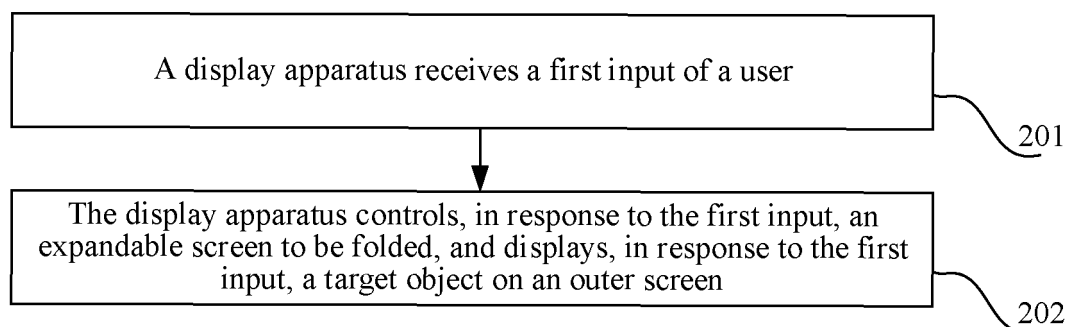 A display apparatus receives a first input of a user
201
The display apparatus controls, in response to the first input, an
expandable screen to be folded, and displays, in response to the first
input, a target object on an outer screen
202